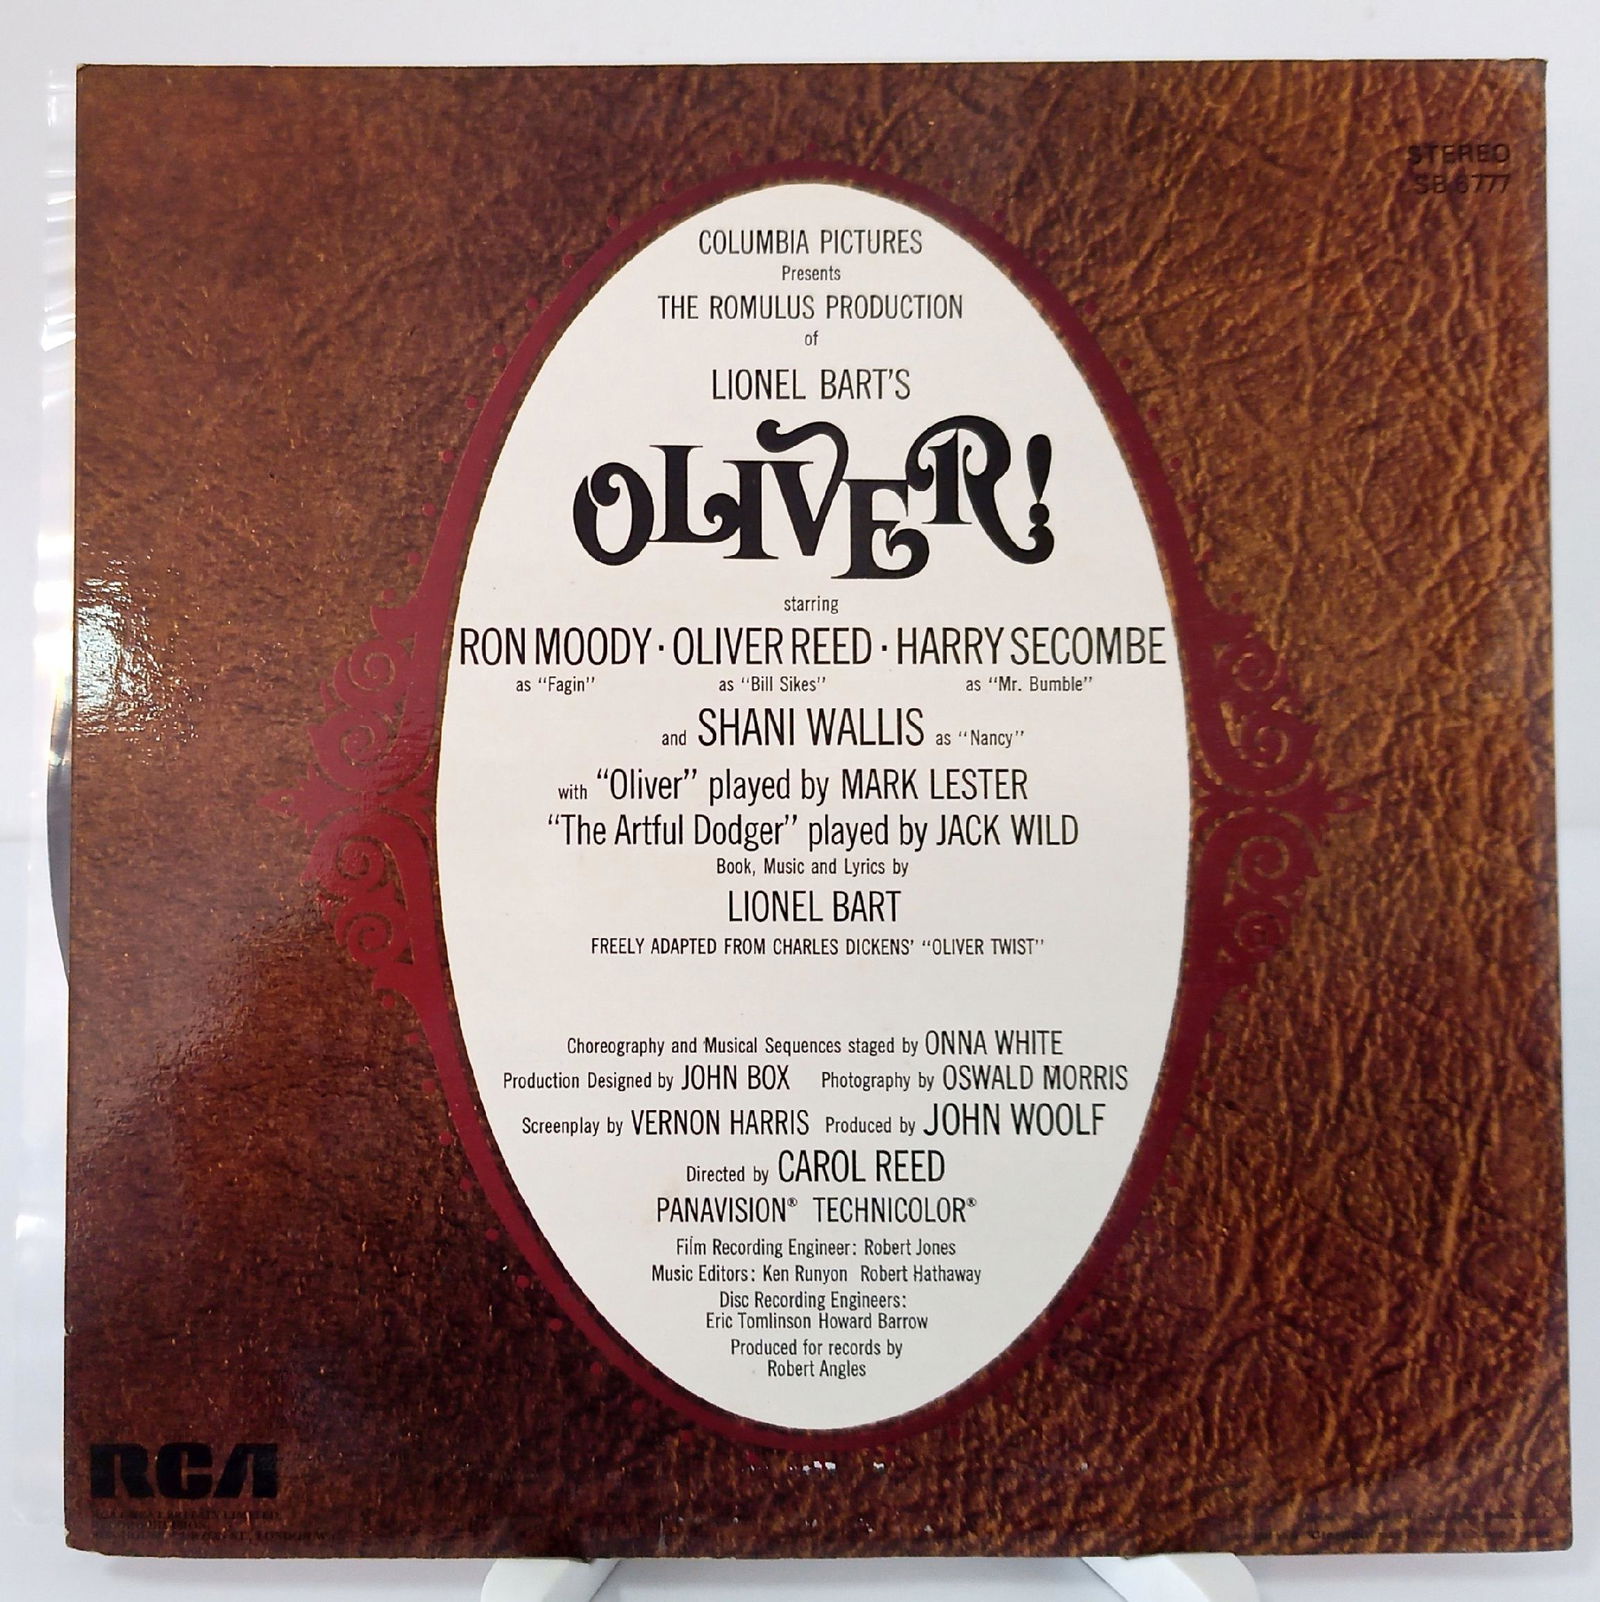 STEREO
SB 6777
COLUMBIA PICTURES
Presents
THE ROMULUS PRODUCTION
of
LIONEL BART'S
OLIVER!
starring
RON MOODY · OLIVER REED · HARRY SECOMBE
as "Fagin" as "Bill Sikes" as "Mr. Bumble"
and SHANI WALLIS as "Nancy"
with "Oliver" played by MARK LESTER
"The Artful Dodger" played by JACK WILD
Book, Music and Lyrics by
LIONEL BART
FREELY ADAPTED FROM CHARLES DICKENS' "OLIVER TWIST"
Choreography and Musical Sequences staged by ONNA WHITE
Production Designed by JOHN BOX Photography by OSWALD MORRIS
Screenplay by VERNON HARRIS Produced by JOHN WOOLF
Directed by CAROL REED
PANAVISION® TECHNICOLOR®
Film Recording Engineer: Robert Jones
Music Editors: Ken Runyon Robert Hathaway
Disc Recording Engineers:
Eric Tomlinson Howard Barrow
Produced for records by
Robert Angles
RCA